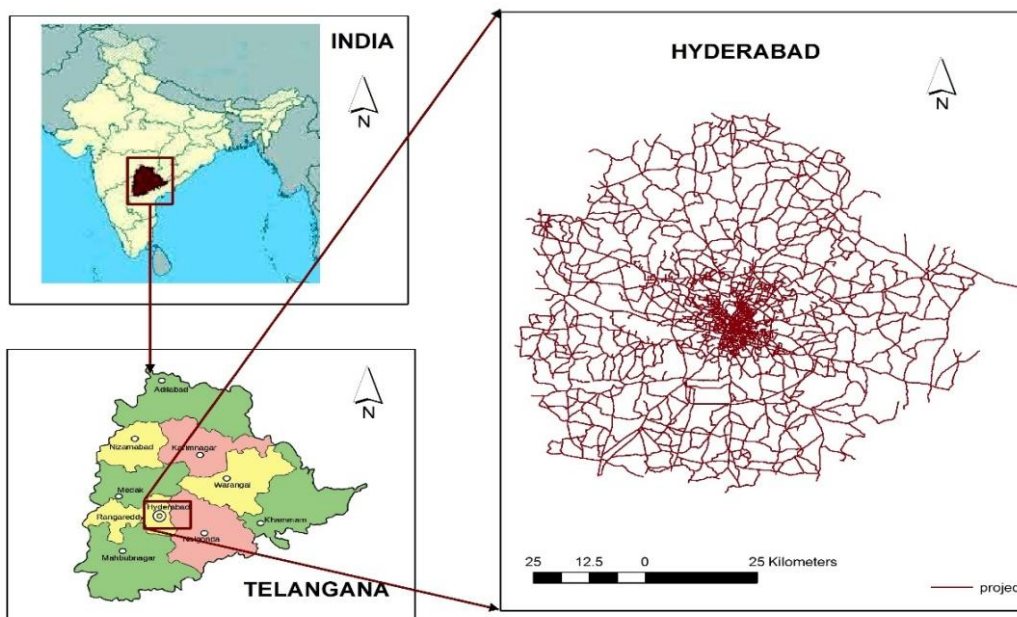 INDIA
N
HYDERABAD
N
Adilabad
N
Nizamabad
Karimnagar
Warangal
Medak
Hyderabad
Rangareddy
Khammam
Nalgonda
Mahbubnagar
TELANGANA
25 12.5 0 25 Kilometers
project